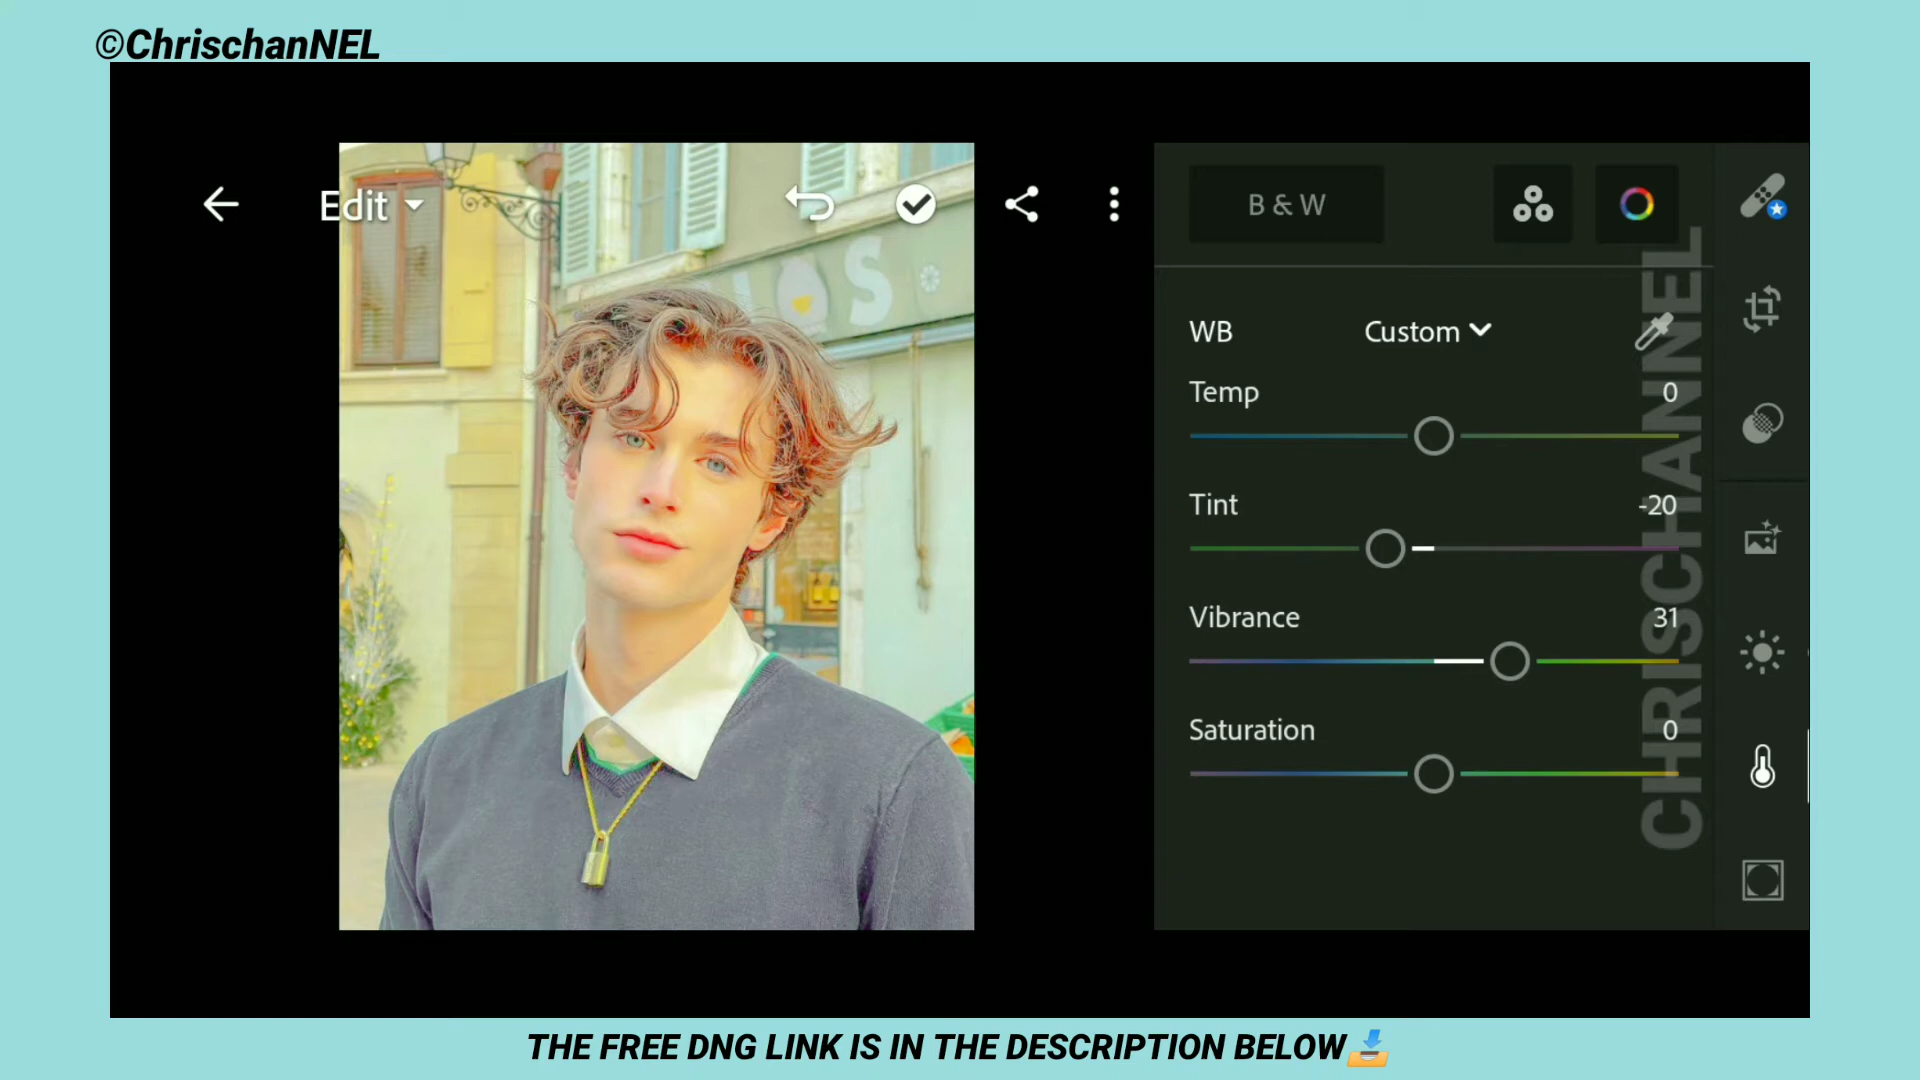 ©ChrischanNEL
Edit
OS
B & W
WB Custom
Temp 0
Tint -20
Vibrance 31
Saturation 0
CHRISCHANNEL
THE FREE DNG LINK IS IN THE DESCRIPTION BELOW